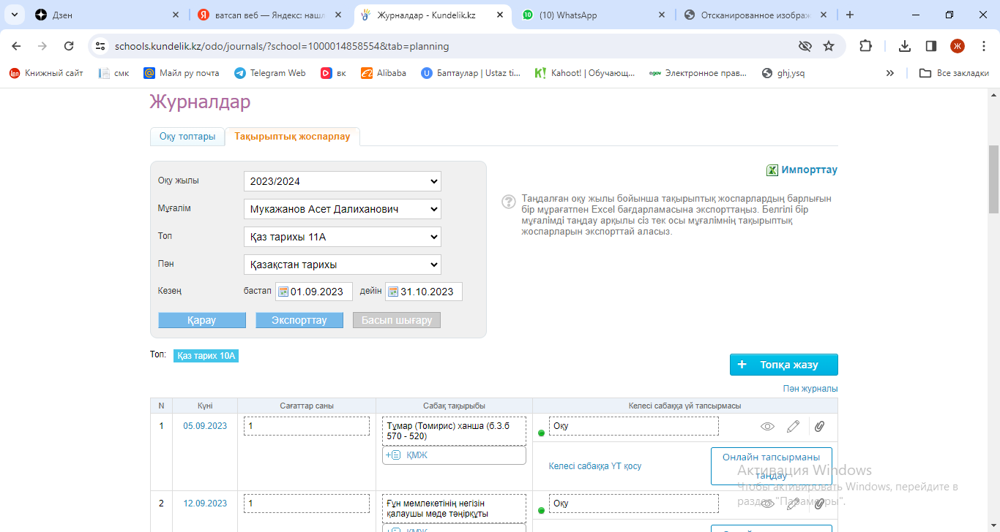 Дзен
ватсап веб — Яндекс: наш
Журналдар - Kundelik.kz
(10) WhatsApp
Отсканированное изображ
schools.kundelik.kz/odo/journals/?school=1000014858554&tab=planning
Ж
Книжный сайт
смк
Майл ру почта
Telegram Web
вк
Alibaba
Баптаулар | Ustaz ti...
Kahoot! | Обучающ...
Электронное прав...
ghj,ysq
Все закладки
Журналдар
Оқу топтары
Тақырыптық жоспарлау
Оқу жылы
2023/2024
Импорттау
Мұғалім
Мукажанов Асет Далиханович
Таңдалған оқу жылы бойынша тақырыптық жоспарлардың барлығын
бір мұрағатпен Excel бағдарламасына экспорттаңыз. Белгілі бір
мұғалімді таңдау арқылы сіз тек осы мұғалімнің тақырыптық
жоспарларын экспорттай аласыз.
Топ
Қаз тарихы 11А
Пән
Қазақстан тарихы
Кезең
бастап
01.09.2023
дейін
31.10.2023
Қарау
Экспорттау
Басып шығару
Топ:
Қаз тарих 10А
+ Топқа жазу
Пән журналы
N
Күні
Сағаттар саны
Сабақ тақырыбы
Келесі сабаққа үй тапсырмасы
1
05.09.2023
1
Тұмар (Томирис) ханша (б.З.б
570 - 520)
Оқу
ҚМЖ
Келесі сабаққа ҮТ қосу
Онлайн тапсырманы
таңдау
Активация Windows
Чтобы активировать Windows, перейдите в
раздел "Параметры".
2
12.09.2023
1
Ғұн мемлекетінің негізін
қалаушы меде тәңірқұты
Оқу
ҚМЖ